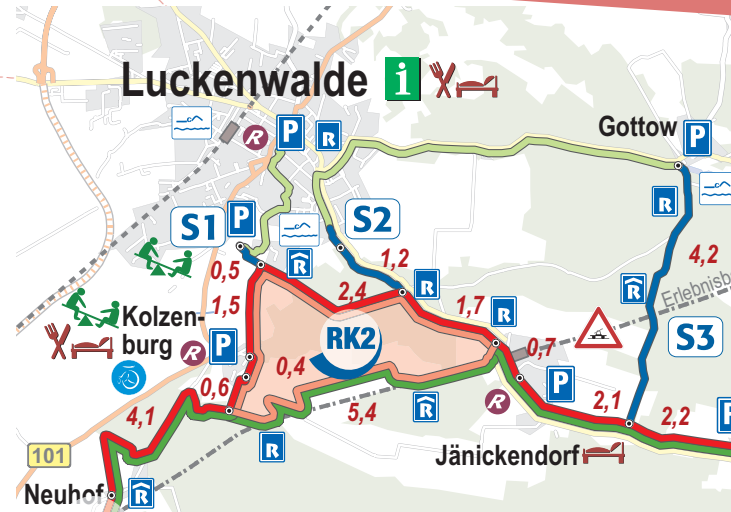 Luckenwalde i
R P R
Gottow P
S1 P
S2
R
0,5 R
1,2
4,2
1,5
2,4 R
1,7 R
R
Erlebnisb
Kolzen-
burg R P
RK2
0,7
S3
0,6
0,4
P
4,1
5,4 R
R
2,1
2,2
P
101
R
Jänickendorf
Neuhof R